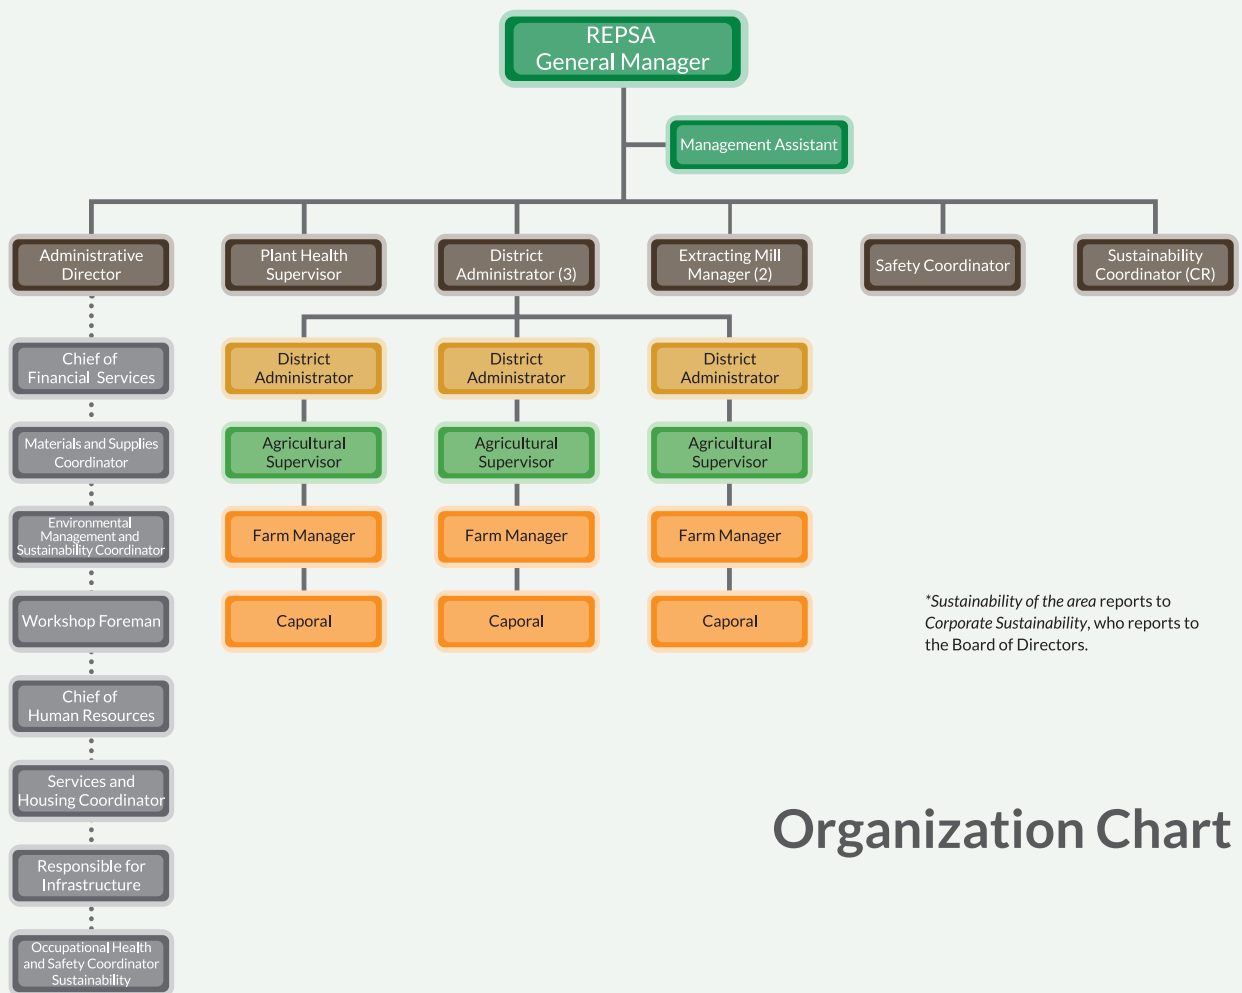 REPSA
General Manager
Management Assistant
Administrative
Director
Plant Health
Supervisor
District
Administrator (3)
Extracting Mill
Manager (2)
Safety Coordinator
Sustainability
Coordinator (CR)
Chief of
Financial Services
District
Administrator
District
Administrator
District
Administrator
Materials and Supplies
Coordinator
Agricultural
Supervisor
Agricultural
Supervisor
Agricultural
Supervisor
Environmental
Management and
Sustainability Coordinator
Farm Manager
Farm Manager
Farm Manager
Workshop Foreman
Caporal
Caporal
Caporal
*Sustainability of the area reports to
Corporate Sustainability, who reports to
the Board of Directors.
Chief of
Human Resources
Services and
Housing Coordinator
Organization Chart
Responsible for
Infrastructure
Occupational Health
and Safety Coordinator
Sustainability